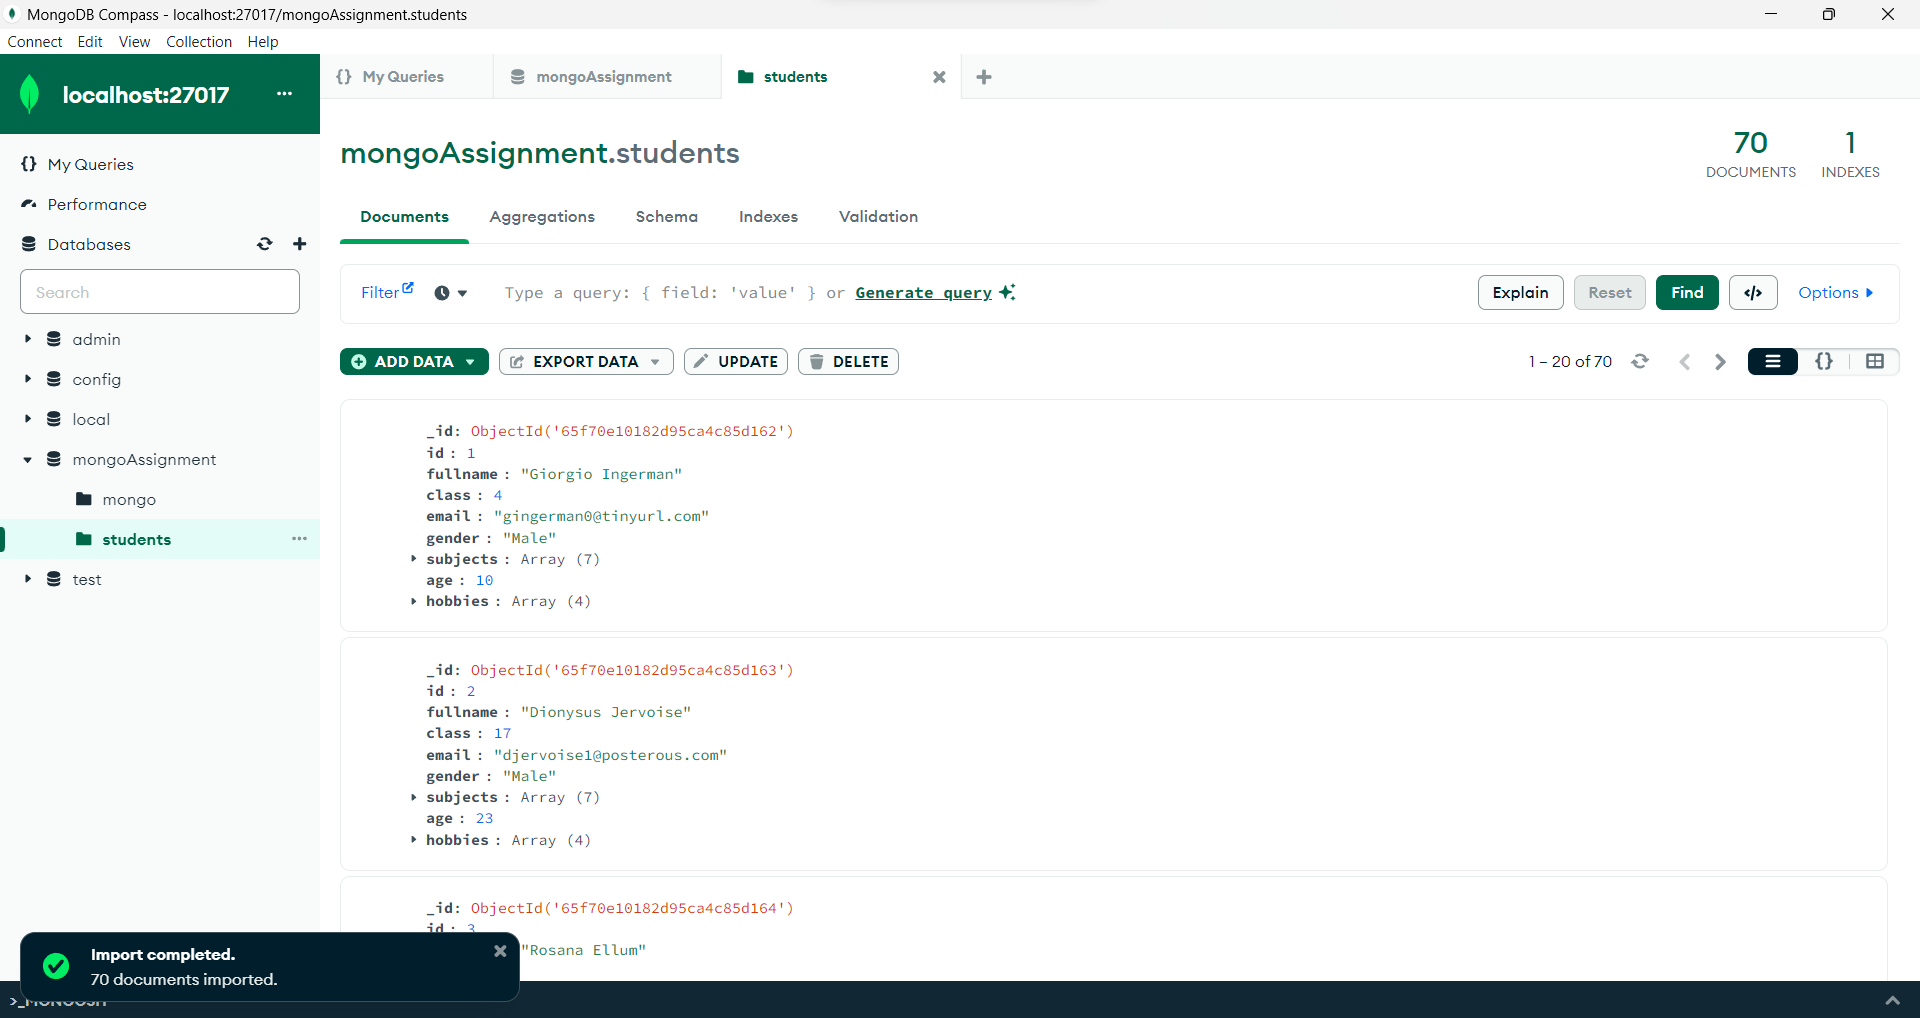 MongoDB Compass - localhost:27017/mongoAssignment.students
Connect Edit View Collection Help
localhost:27017 ...
{} My Queries
mongoAssignment
students
My Queries
Performance
Databases
Search
admin
config
local
mongoAssignment
mongo
students ...
test
mongoAssignment.students
70
DOCUMENTS
1
INDEXES
Documents Aggregations Schema Indexes Validation
Filter Type a query: { field: 'value' } or Generate query Explain Reset Find </> Options
ADD DATA EXPORT DATA UPDATE DELETE 1 – 20 of 70 {}
_id: ObjectId('65f70e10182d95ca4c85d162')
id : 1
fullname : "Giorgio Ingerman"
class : 4
email : "gingerman0@tinyurl.com"
gender : "Male"
subjects : Array (7)
age : 10
hobbies : Array (4)
_id: ObjectId('65f70e10182d95ca4c85d163')
id : 2
fullname : "Dionysus Jervoise"
class : 17
email : "djervoise1@posterous.com"
gender : "Male"
subjects : Array (7)
age : 23
hobbies : Array (4)
_id: ObjectId('65f70e10182d95ca4c85d164')
id : 3
"Rosana Ellum"
Import completed.
70 documents imported.
>_MONGOSH